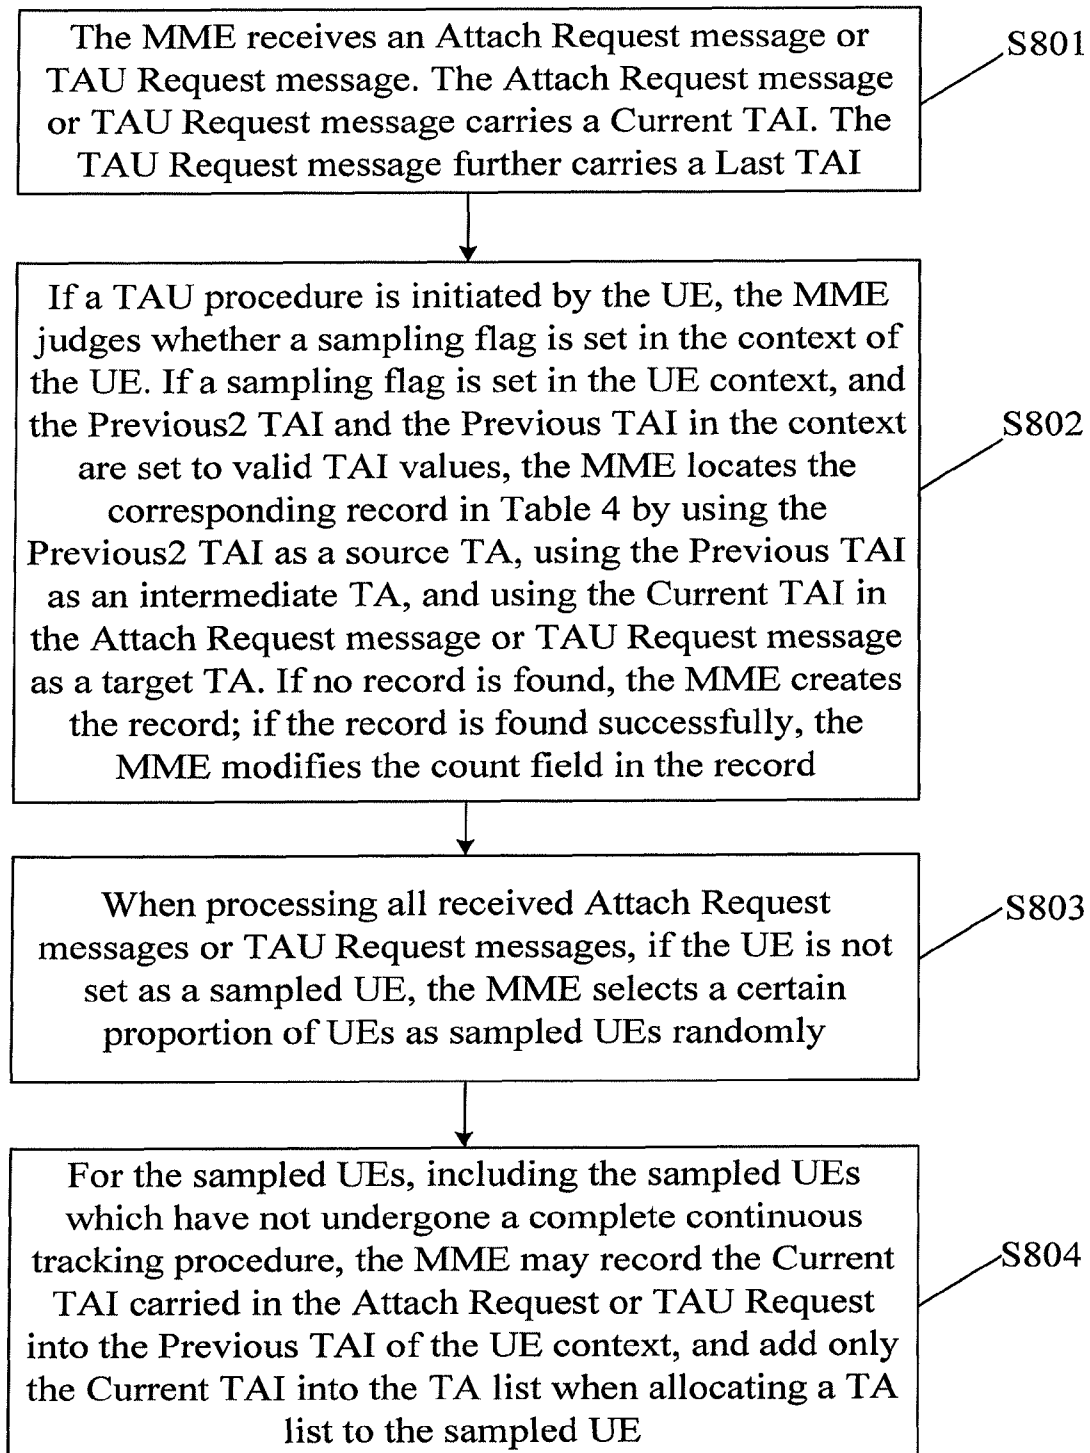 The MME receives an Attach Request message or
TAU Request message. The Attach Request message
or TAU Request message carries a Current TAI. The
TAU Request message further carries a Last TAI
S801
If a TAU procedure is initiated by the UE, the MME
judges whether a sampling flag is set in the context of
the UE. If a sampling flag is set in the UE context, and
the Previous2 TAI and the Previous TAI in the context
are set to valid TAI values, the MME locates the
corresponding record in Table 4 by using the
Previous2 TAI as a source TA, using the Previous TAI
as an intermediate TA, and using the Current TAI in
the Attach Request message or TAU Request message
as a target TA. If no record is found, the MME creates
the record; if the record is found successfully, the
MME modifies the count field in the record
S802
When processing all received Attach Request
messages or TAU Request messages, if the UE is not
set as a sampled UE, the MME selects a certain
proportion of UEs as sampled UEs randomly
S803
For the sampled UEs, including the sampled UEs
which have not undergone a complete continuous
tracking procedure, the MME may record the Current
TAI carried in the Attach Request or TAU Request
into the Previous TAI of the UE context, and add only
the Current TAI into the TA list when allocating a TA
list to the sampled UE
S804